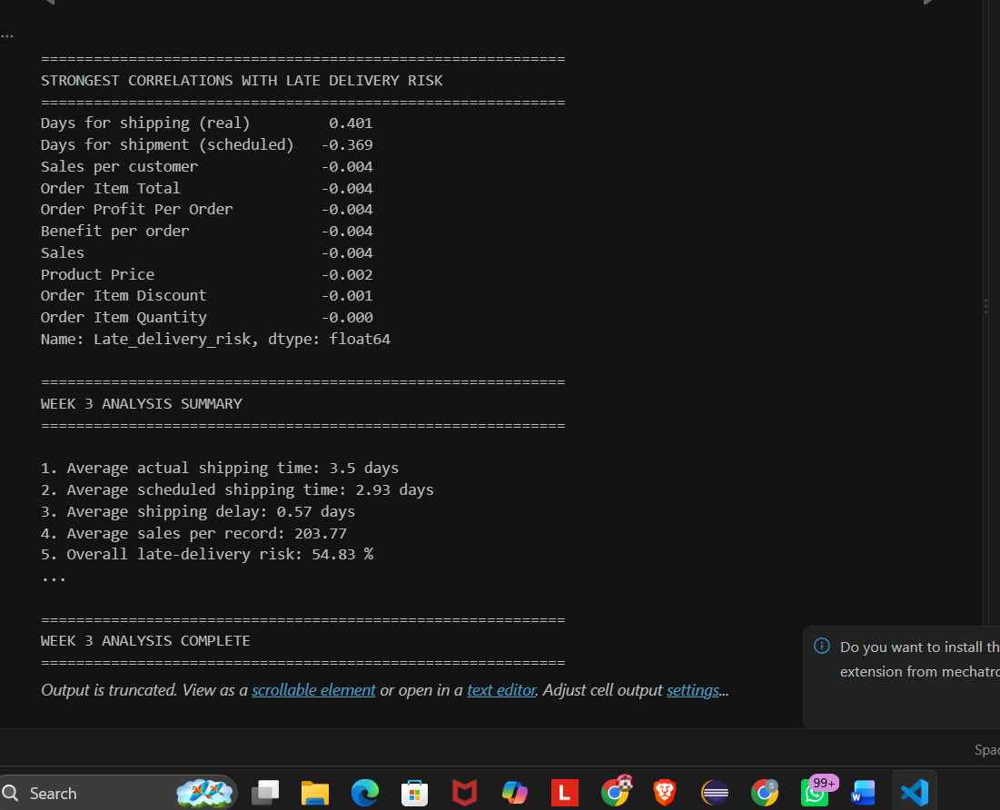 ...
============================================================
STRONGEST CORRELATIONS WITH LATE DELIVERY RISK
============================================================
Days for shipping (real)         0.401
Days for shipment (scheduled)   -0.369
Sales per customer              -0.004
Order Item Total                -0.004
Order Profit Per Order          -0.004
Benefit per order               -0.004
Sales                           -0.004
Product Price                   -0.002
Order Item Discount             -0.001
Order Item Quantity             -0.000
Name: Late_delivery_risk, dtype: float64
============================================================
WEEK 3 ANALYSIS SUMMARY
============================================================
1. Average actual shipping time: 3.5 days
2. Average scheduled shipping time: 2.93 days
3. Average shipping delay: 0.57 days
4. Average sales per record: 203.77
5. Overall late-delivery risk: 54.83 %
...
============================================================
WEEK 3 ANALYSIS COMPLETE
============================================================
Output is truncated. View as a scrollable element or open in a text editor. Adjust cell output settings...
Do you want to install th
extension from mechatro
Spac
Search
L
S
99+
W